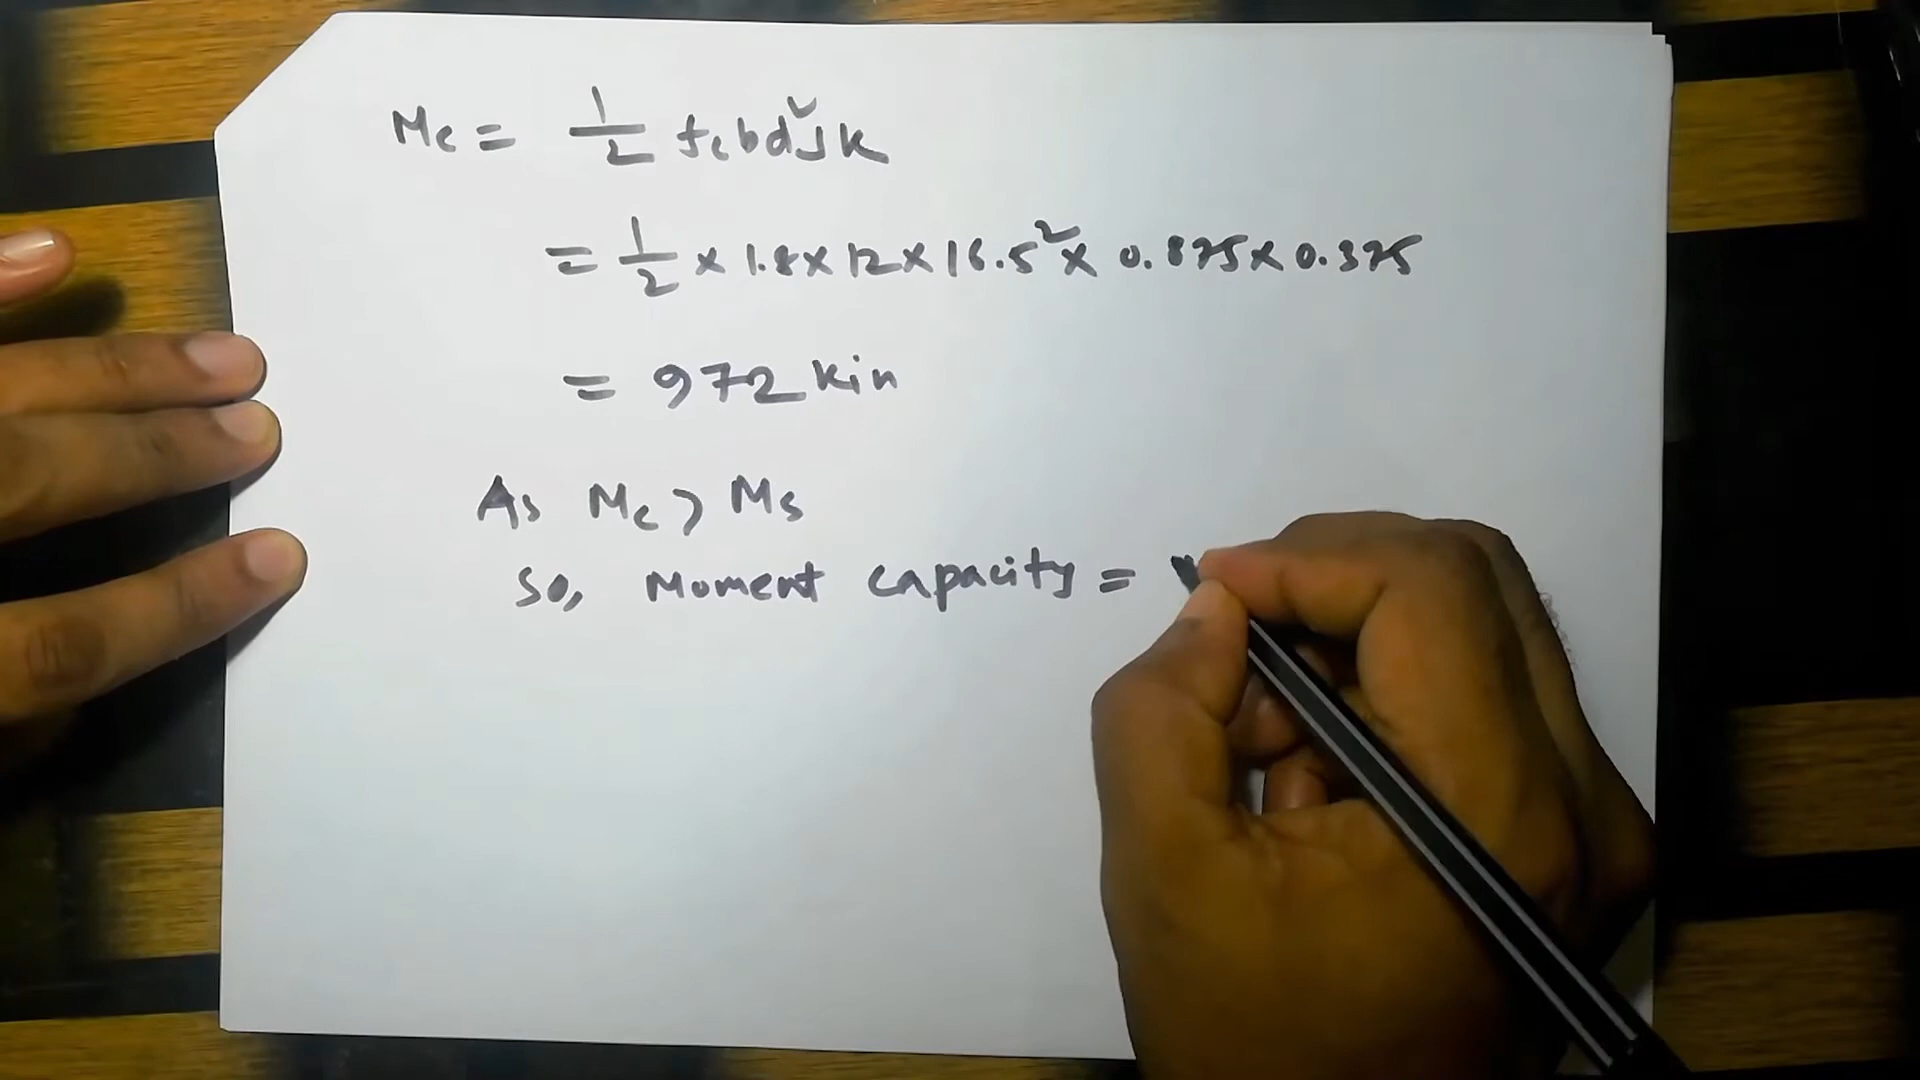 Mc = 1/2 fc bd²Jk
= 1/2 × 1.8 × 12 × 16.5² × 0.875 × 0.375
= 972 kin
As Mc > Ms
So, Moment capacity =